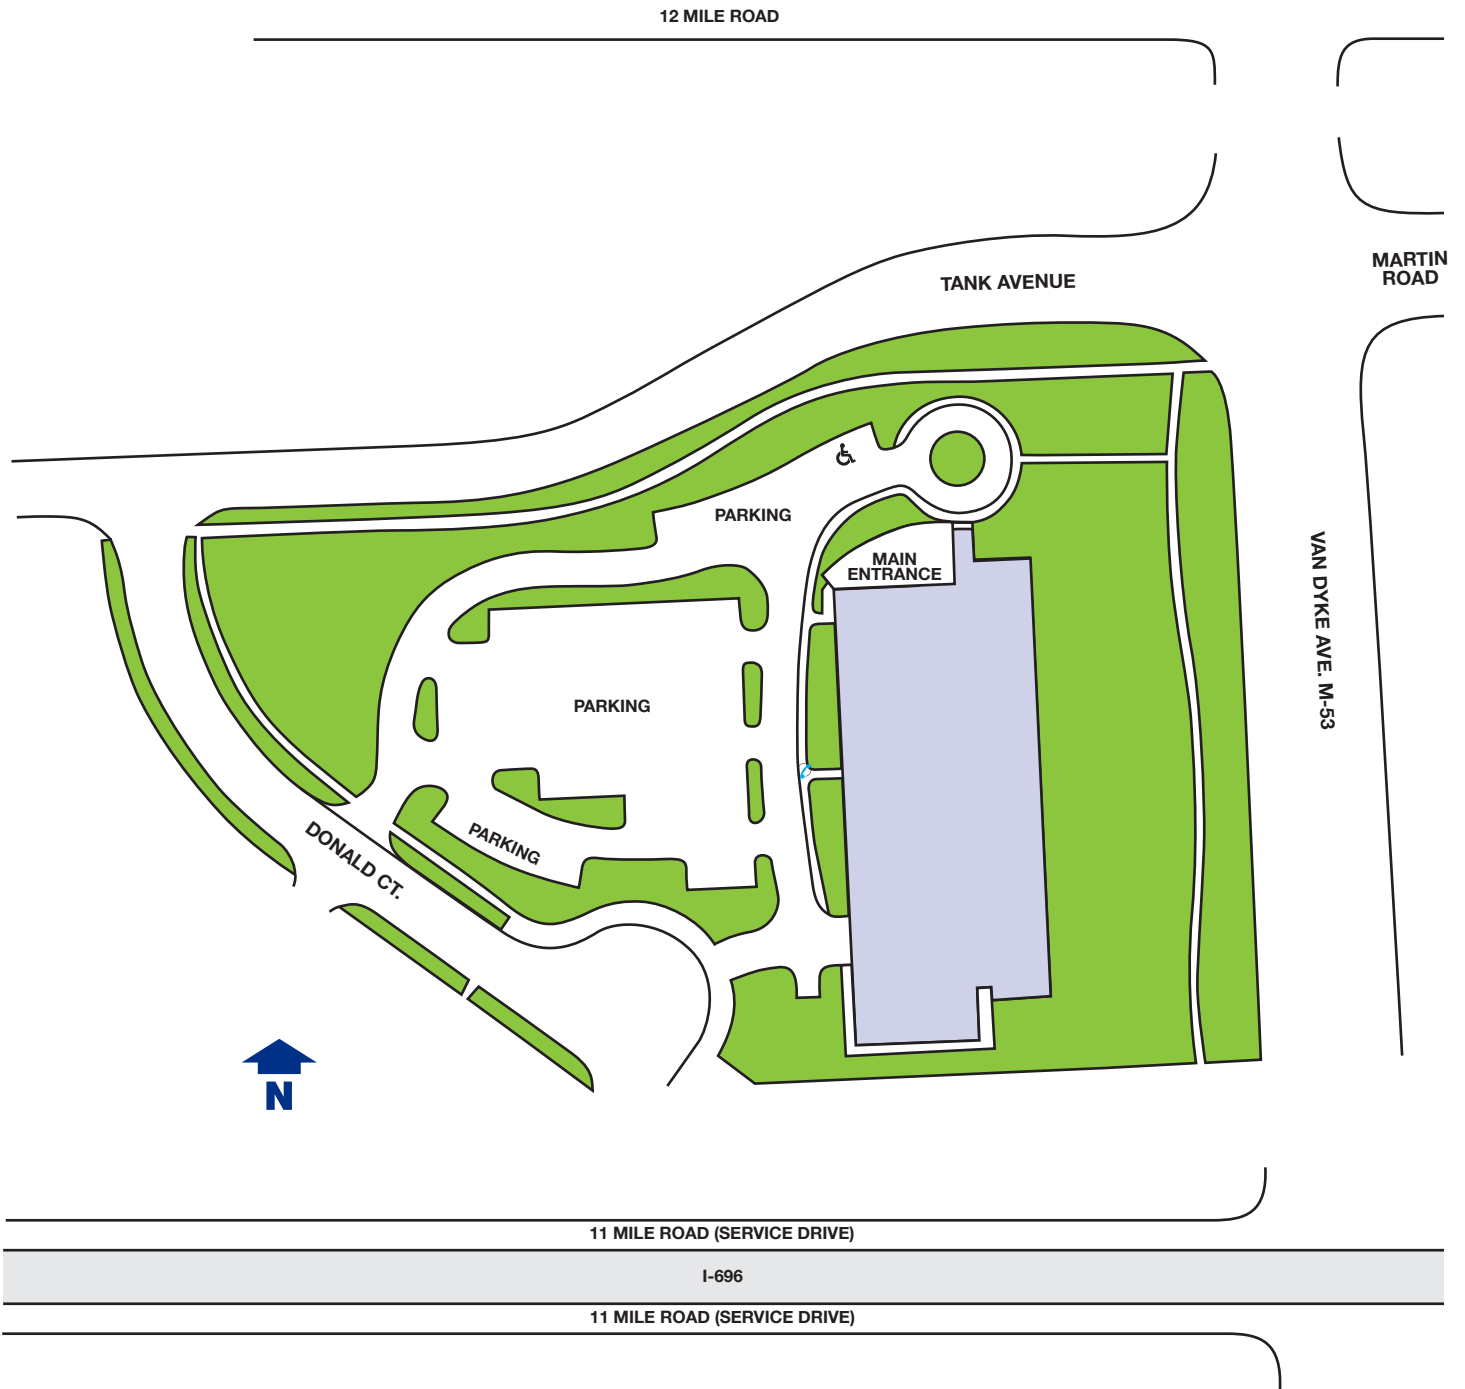 12 MILE ROAD
MARTIN
ROAD
TANK AVENUE
PARKING
MAIN
ENTRANCE
VAN DYKE AVE. M-53
PARKING
PARKING
DONALD CT.
N
11 MILE ROAD (SERVICE DRIVE)
I-696
11 MILE ROAD (SERVICE DRIVE)